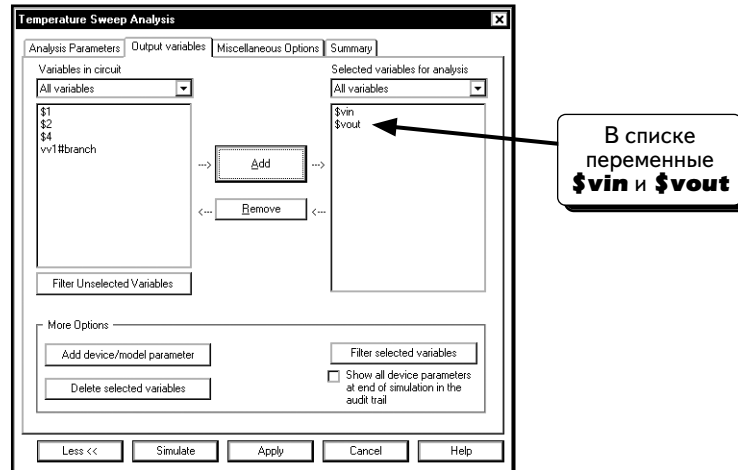 Temperature Sweep Analysis
Analysis Parameters Output variables Miscellaneous Options Summary
Variables in circuit
All variables
$1
$2
$4
vv1#branch
Filter Unselected Variables
---> Add --->
<--- Remove <---
Selected variables for analysis
All variables
$vin
$vout
В списке
переменные
$vin и $vout
More Options
Add device/model parameter
Delete selected variables
Filter selected variables
Show all device parameters
at end of simulation in the
audit trail
Less << Simulate Apply Cancel Help